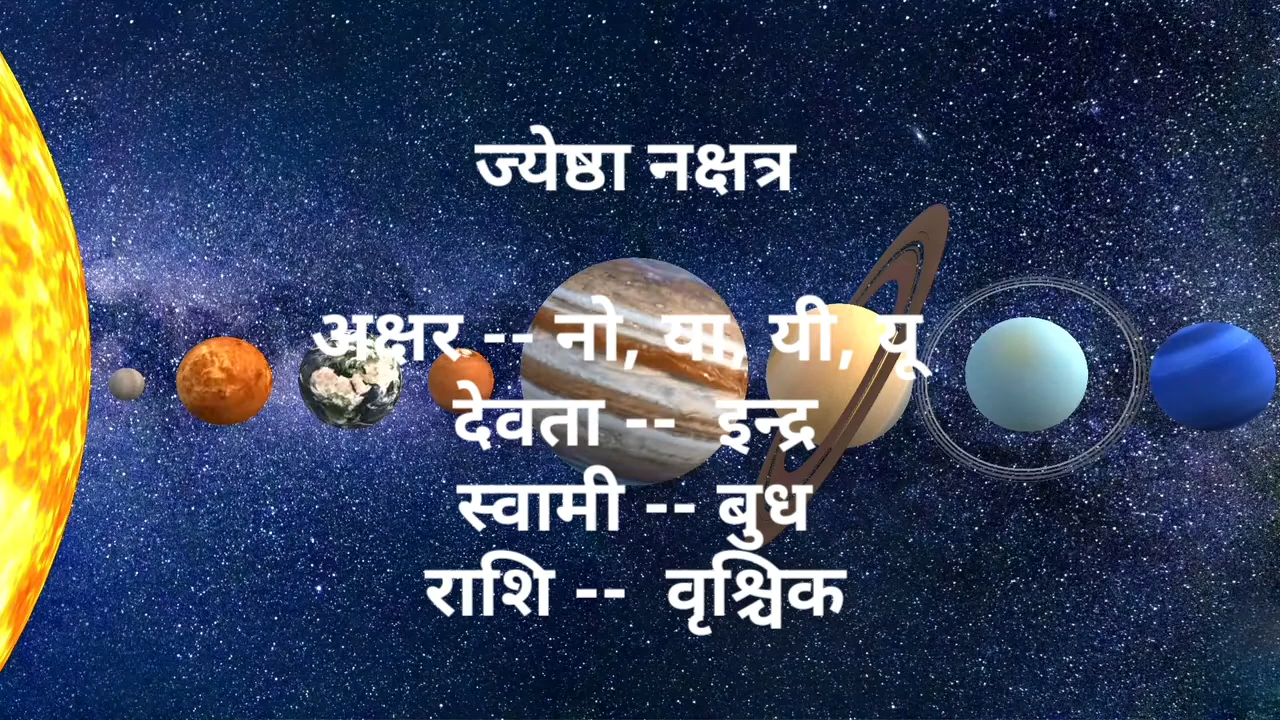 ज्येष्ठा नक्षत्र
अक्षर -- नो, या, यी, यू
देवता -- इन्द्र
स्वामी -- बुध
राशि -- वृश्चिक